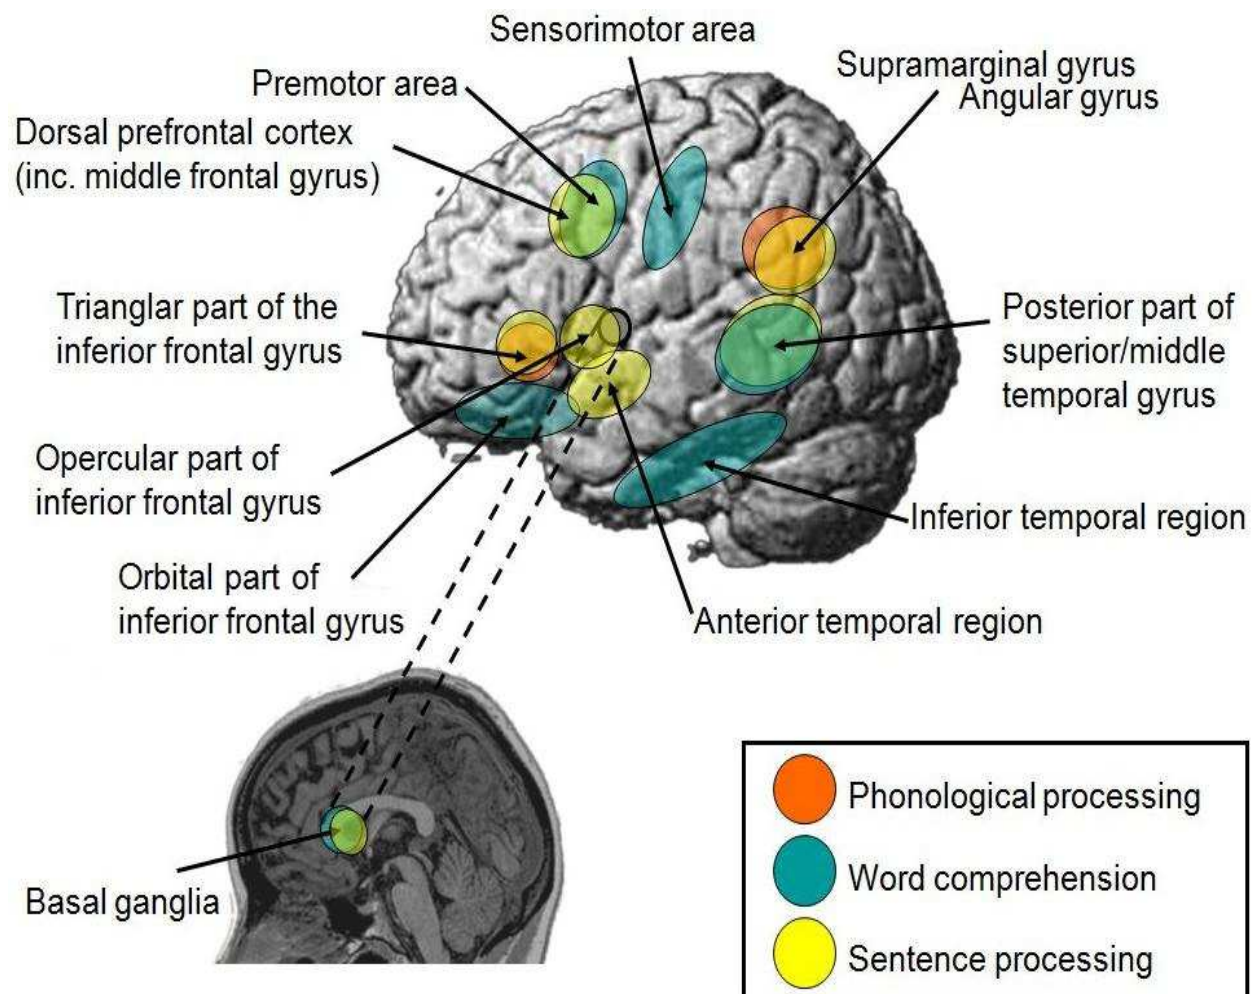 Sensorimotor area
Premotor area
Supramarginal gyrus
Angular gyrus
Dorsal prefrontal cortex
(inc. middle frontal gyrus)
Trianglar part of the
inferior frontal gyrus
Posterior part of
superior/middle
temporal gyrus
Opercular part of
inferior frontal gyrus
Inferior temporal region
Orbital part of
inferior frontal gyrus
Anterior temporal region
Basal ganglia
Phonological processing
Word comprehension
Sentence processing